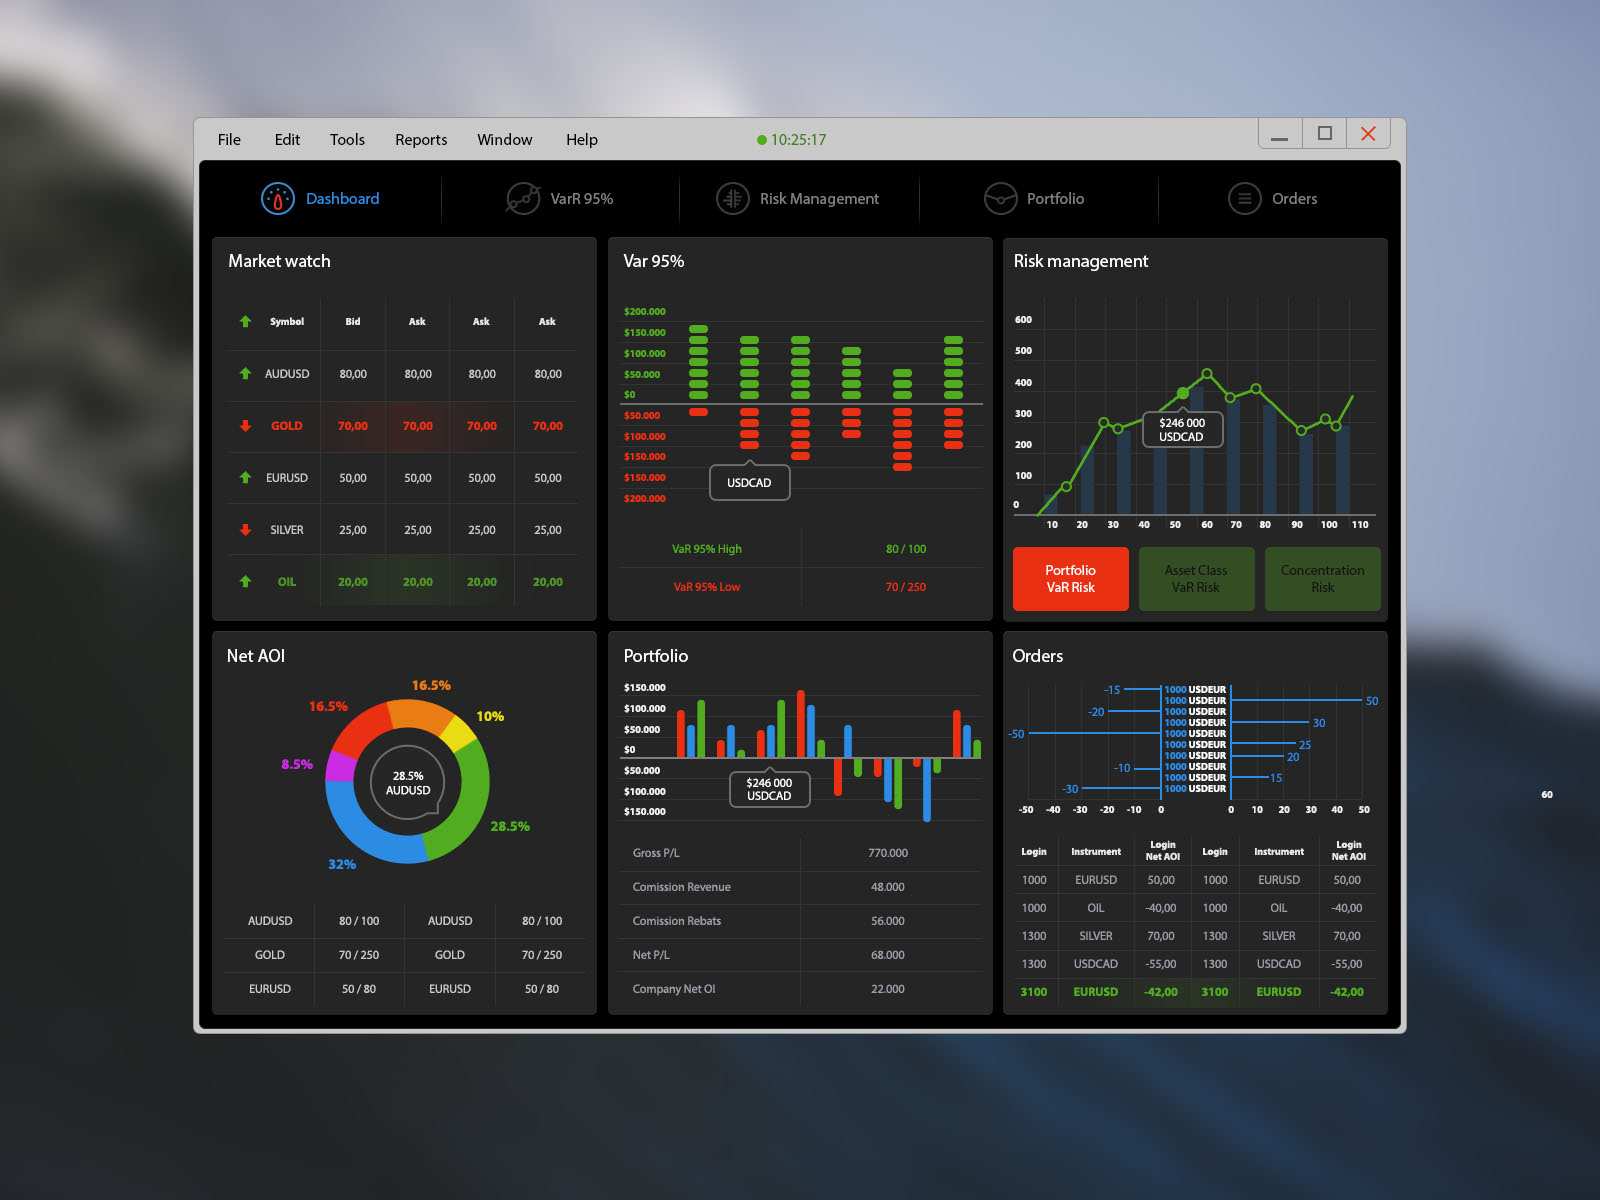 File Edit Tools Reports Window Help 10:25:17
Dashboard VarR 95% Risk Management Portfolio Orders
Market watch
Symbol Bid Ask Ask Ask
AUDUSD 80,00 80,00 80,00 80,00
GOLD 70,00 70,00 70,00 70,00
EURUSD 50,00 50,00 50,00 50,00
SILVER 25,00 25,00 25,00 25,00
OIL 20,00 20,00 20,00 20,00
Var 95%
$200.000
$150.000
$100.000
$50.000
$0
$50.000
$100.000
$150.000
$150.000
$200.000
USDCAD
VaR 95% High 80 / 100
VaR 95% Low 70 / 250
Risk management
600
500
400
300
200
100
0
$246 000
USDCAD
10 20 30 40 50 60 70 80 90 100 110
Portfolio
VaR Risk
Asset Class
VaR Risk
Concentration
Risk
Net AOI
16.5%
16.5%
10%
8.5%
28.5%
AUDUSD
28.5%
32%
AUDUSD 80 / 100 AUDUSD 80 / 100
GOLD 70 / 250 GOLD 70 / 250
EURUSD 50 / 80 EURUSD 50 / 80
Portfolio
$150.000
$100.000
$50.000
$0
$50.000
$100.000
$150.000
$246 000
USDCAD
Gross P/L 770.000
Comission Revenue 48.000
Comission Rebats 56.000
Net P/L 68.000
Company Net OI 22.000
Orders
-15 1000 USDEUR
1000 USDEUR 50
-20 1000 USDEUR
1000 USDEUR 30
-50 1000 USDEUR
1000 USDEUR 25
1000 USDEUR 20
-10 1000 USDEUR
1000 USDEUR 15
-30 1000 USDEUR
-50 -40 -30 -20 -10 0 0 10 20 30 40 50
60
Login Instrument Login Net AOI Login Instrument Login Net AOI
1000 EURUSD 50,00 1000 EURUSD 50,00
1000 OIL -40,00 1000 OIL -40,00
1300 SILVER 70,00 1300 SILVER 70,00
1300 USDCAD -55,00 1300 USDCAD -55,00
3100 EURUSD -42,00 3100 EURUSD -42,00